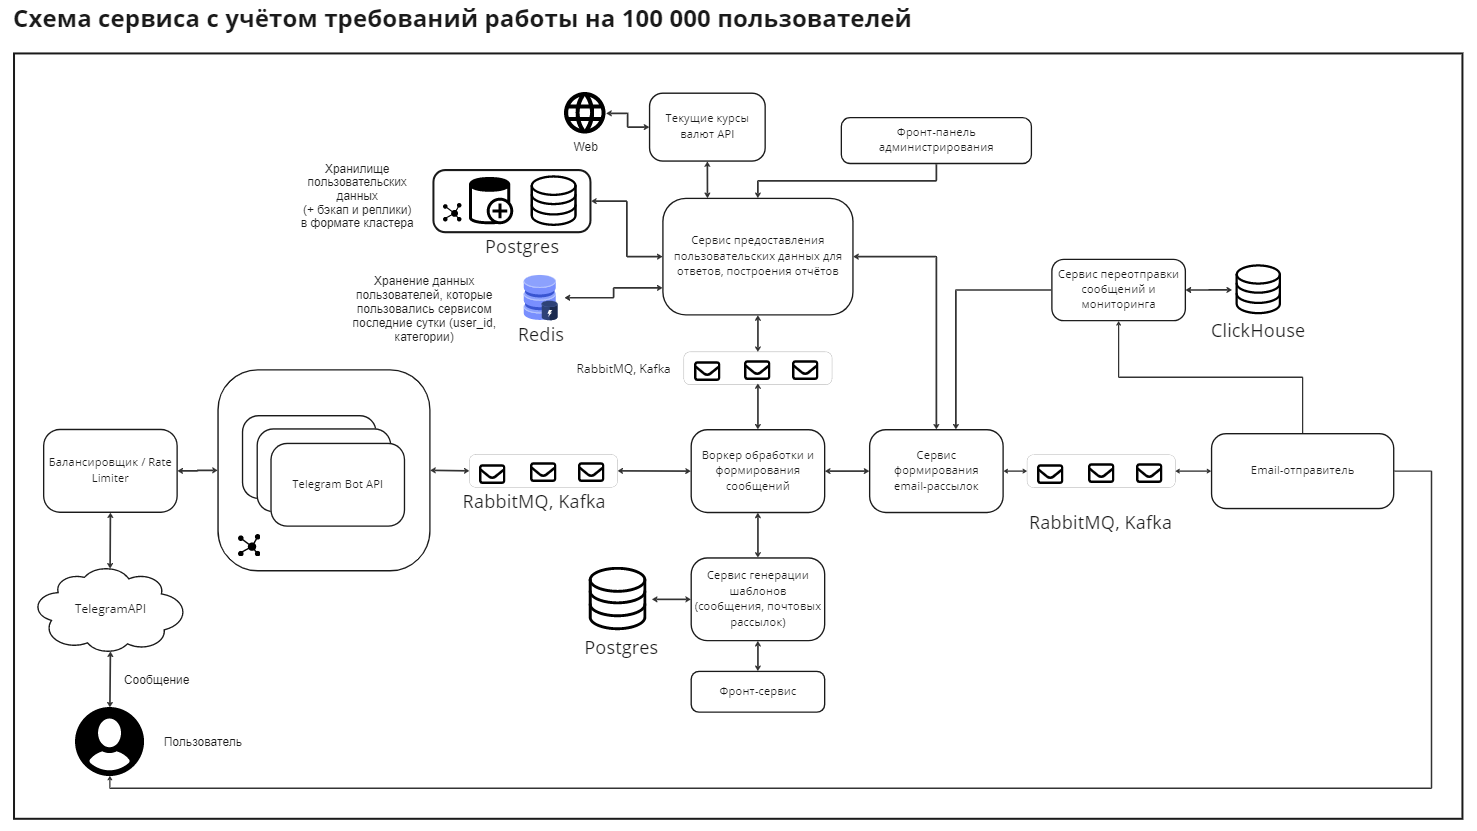 Схема сервиса с учётом требований работы на 100 000 пользователей
Текущие курсы
валют API
Web
Фронт-панель
администрирования
Хранилище
пользовательских
данных
(+ бэкап и реплики)
в формате кластера
Postgres
Сервис предоставления
пользовательских данных для
ответов, построения отчётов
Хранение данных
пользователей, которые
пользовались сервисом
последние сутки (user_id,
категории)
Redis
Сервис переотправки
сообщений и
мониторинга
ClickHouse
RabbitMQ, Kafka
Балансировщик / Rate
Limiter
Telegram Bot API
RabbitMQ, Kafka
Воркер обработки и
формирования
сообщений
Сервис
формирования
email-рассылок
RabbitMQ, Kafka
Email-отправитель
TelegramAPI
Сервис генерации
шаблонов
(сообщения, почтовых
рассылок)
Postgres
Фронт-сервис
Сообщение
Пользователь